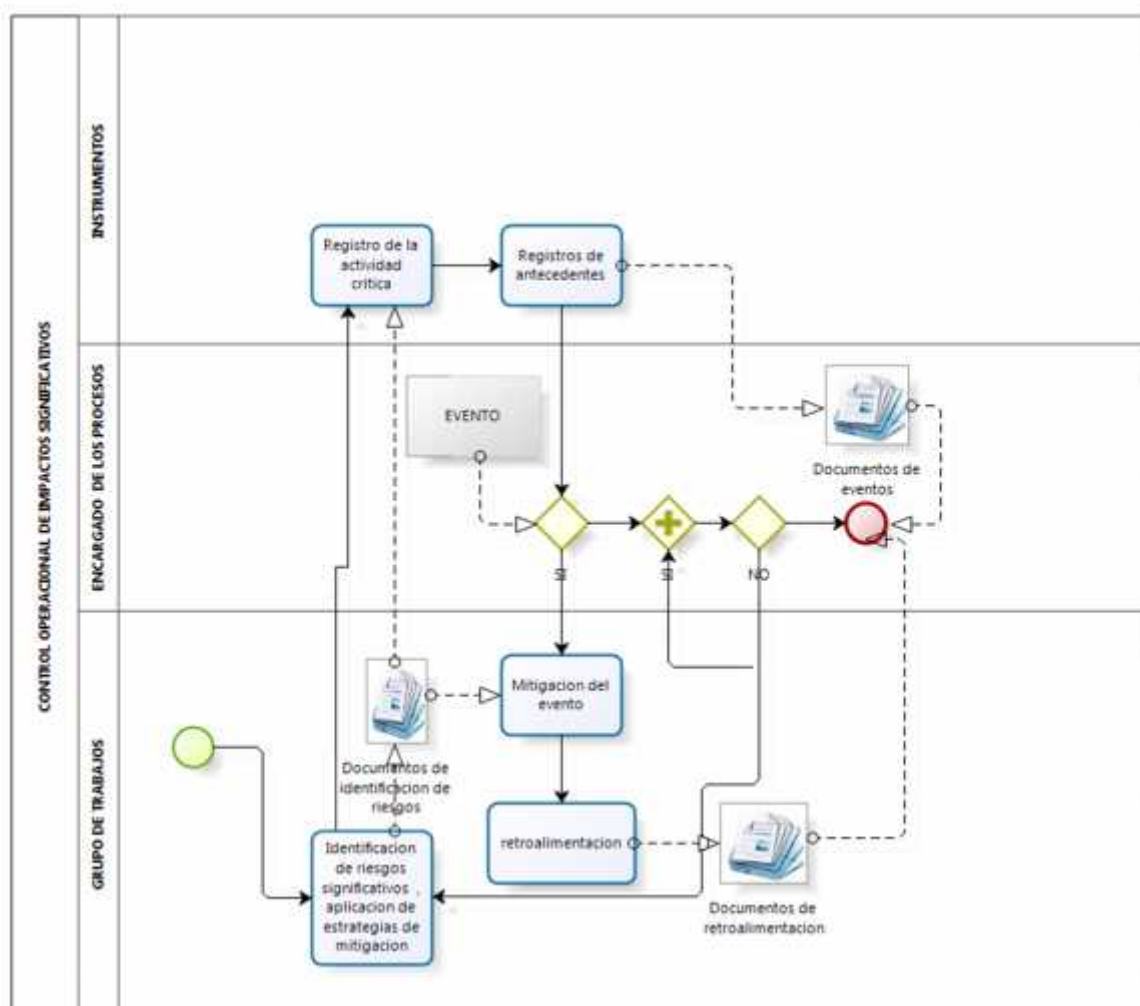 CONTROL OPERACIONAL DE IMPACTOS SIGNIFICATIVOS
INSTRUMENTOS
Registro de la
actividad
critica
Registros de
antecedentes
ENCARGADO DE LOS PROCESOS
EVENTO
Documentos de
eventos
SI
SI
NO
GRUPO DE TRABAJOS
Mitigacion del
evento
Documentos de
identificacion de
riesgos
retroalimentacion
Identificacion
de riesgos
significativos ,
aplicacion de
estrategias de
mitigacion
Documentos de
retroalimentacion